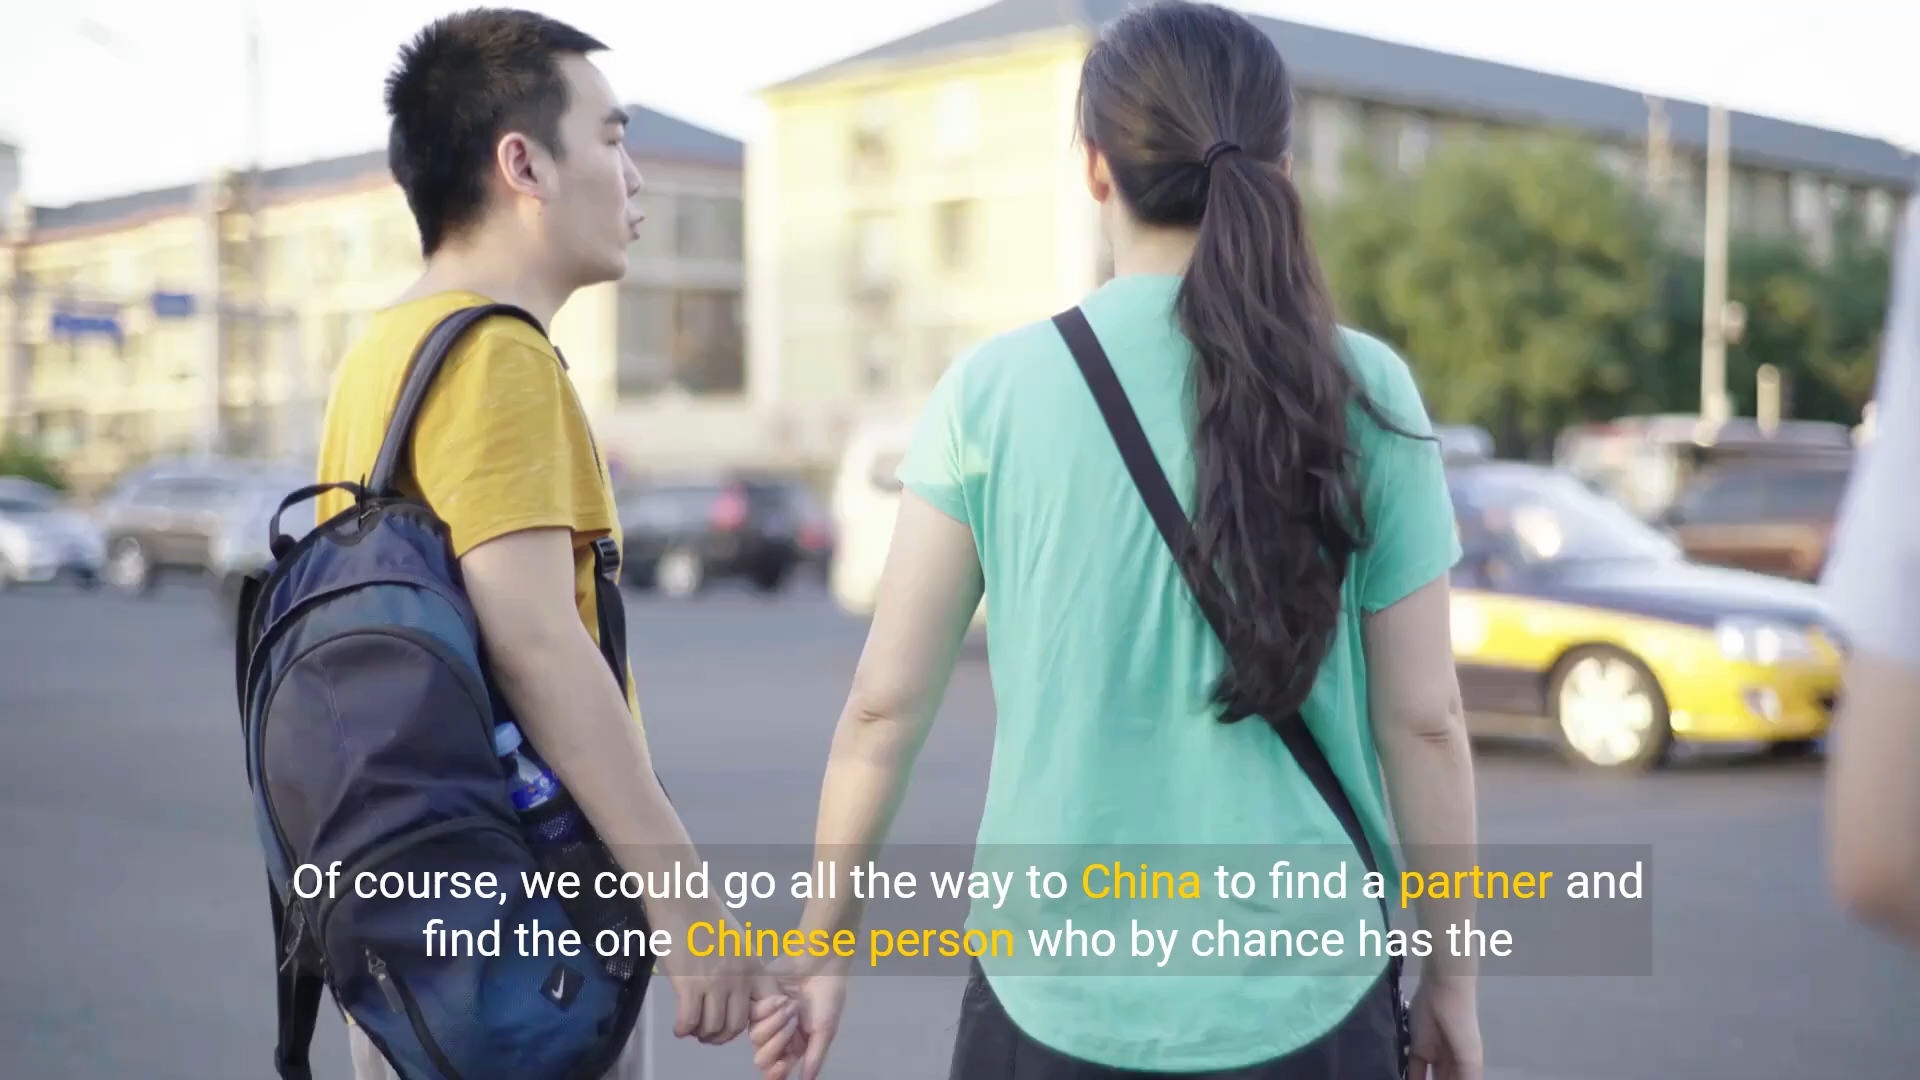 Of course, we could go all the way to China to find a partner and
find the one Chinese person who by chance has the